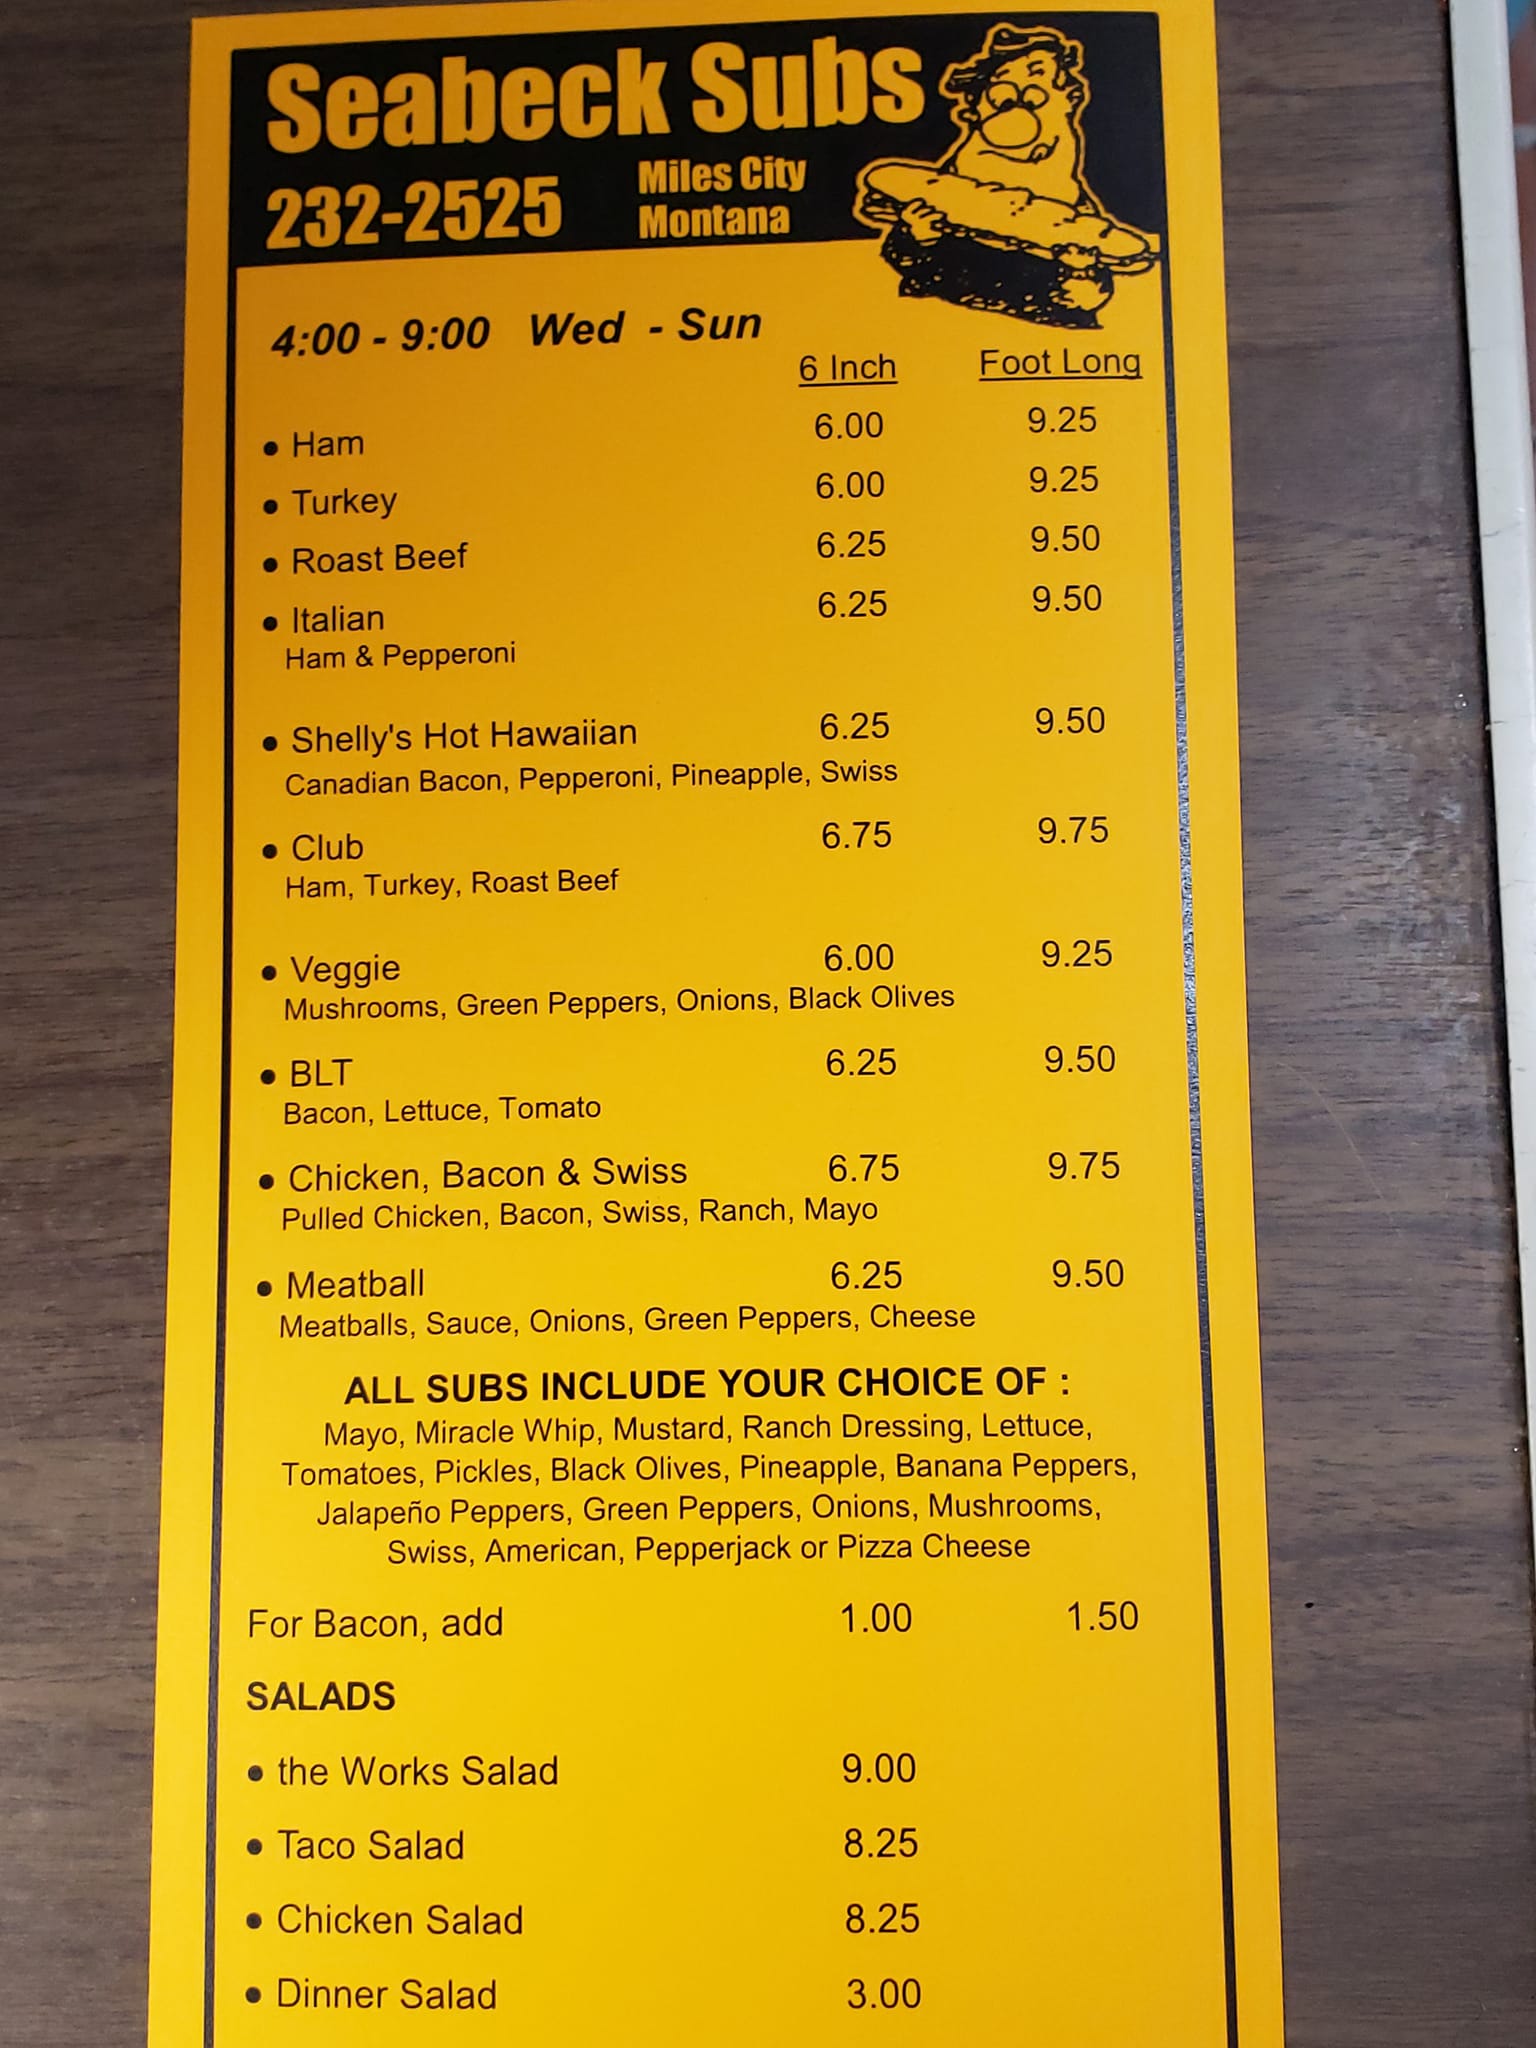 Seabeck Subs
232-2525 Miles City
Montana
4:00 - 9:00 Wed - Sun
6 Inch Foot Long
• Ham 6.00 9.25
• Turkey 6.00 9.25
• Roast Beef 6.25 9.50
• Italian 6.25 9.50
Ham & Pepperoni
• Shelly's Hot Hawaiian 6.25 9.50
Canadian Bacon, Pepperoni, Pineapple, Swiss
• Club 6.75 9.75
Ham, Turkey, Roast Beef
• Veggie 6.00 9.25
Mushrooms, Green Peppers, Onions, Black Olives
• BLT 6.25 9.50
Bacon, Lettuce, Tomato
• Chicken, Bacon & Swiss 6.75 9.75
Pulled Chicken, Bacon, Swiss, Ranch, Mayo
• Meatball 6.25 9.50
Meatballs, Sauce, Onions, Green Peppers, Cheese
ALL SUBS INCLUDE YOUR CHOICE OF :
Mayo, Miracle Whip, Mustard, Ranch Dressing, Lettuce,
Tomatoes, Pickles, Black Olives, Pineapple, Banana Peppers,
Jalapeño Peppers, Green Peppers, Onions, Mushrooms,
Swiss, American, Pepperjack or Pizza Cheese
For Bacon, add 1.00 1.50
SALADS
• the Works Salad 9.00
• Taco Salad 8.25
• Chicken Salad 8.25
• Dinner Salad 3.00